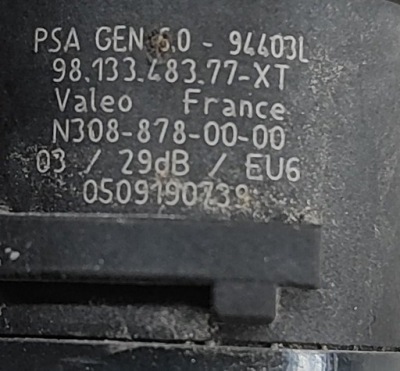 PSA GEN 6.0 - 94403L
98.133.483.77-XT
Valeo France
N308-878-00-00
03 / 29dB / EU6
0509190739